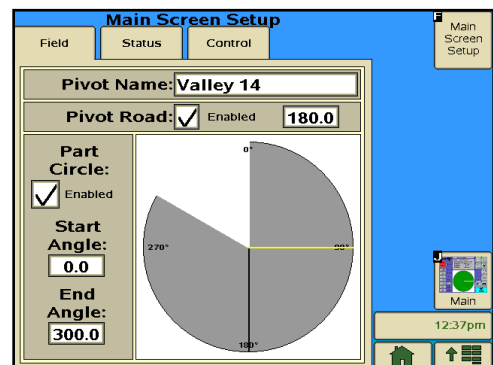 Main Screen Setup
Field
Status
Control
Pivot Name: Valley 14
Pivot Road: Enabled 180.0
Part
Circle:
Enabled
Start
Angle:
0.0
End
Angle:
300.0
0°
90°
180°
270°
F
Main
Screen
Setup
J
Main
12:37pm